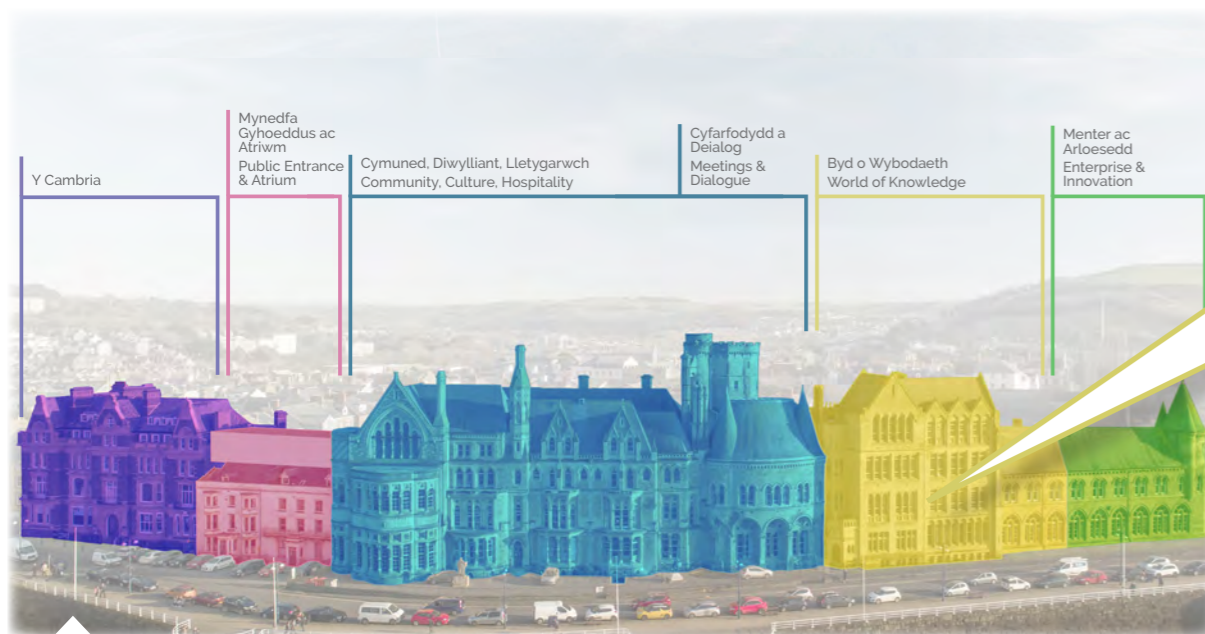 Y Cambria
Mynedfa
Gyhoeddus ac
Atriwm
Public Entrance
& Atrium
Cymuned, Diwylliant, Lletygarwch
Community, Culture, Hospitality
Cyfarfodydd a
Deialog
Meetings &
Dialogue
Byd o Wybodaeth
World of Knowledge
Menter ac
Arloesedd
Enterprise &
Innovation